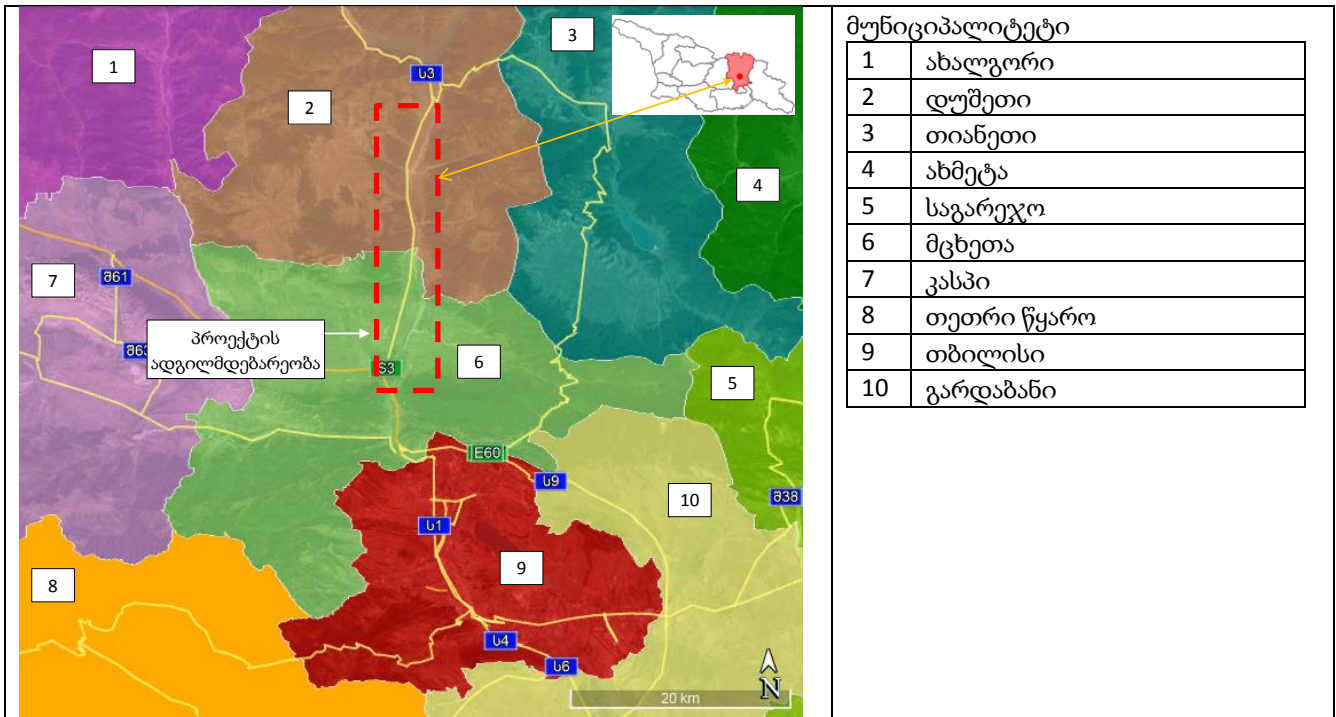 1
2
3
ს3
4
7
შ61
შ63
პროექტის
ადგილმდებარეობა
S3
6
5
E60
ს9
შ38
10
ს1
9
8
ს4
ს6
N
20 km
მუნიციპალიტეტი
1 ახალგორი
2 დუშეთი
3 თიანეთი
4 ახმეტა
5 საგარეჯო
6 მცხეთა
7 კასპი
8 თეთრი წყარო
9 თბილისი
10 გარდაბანი